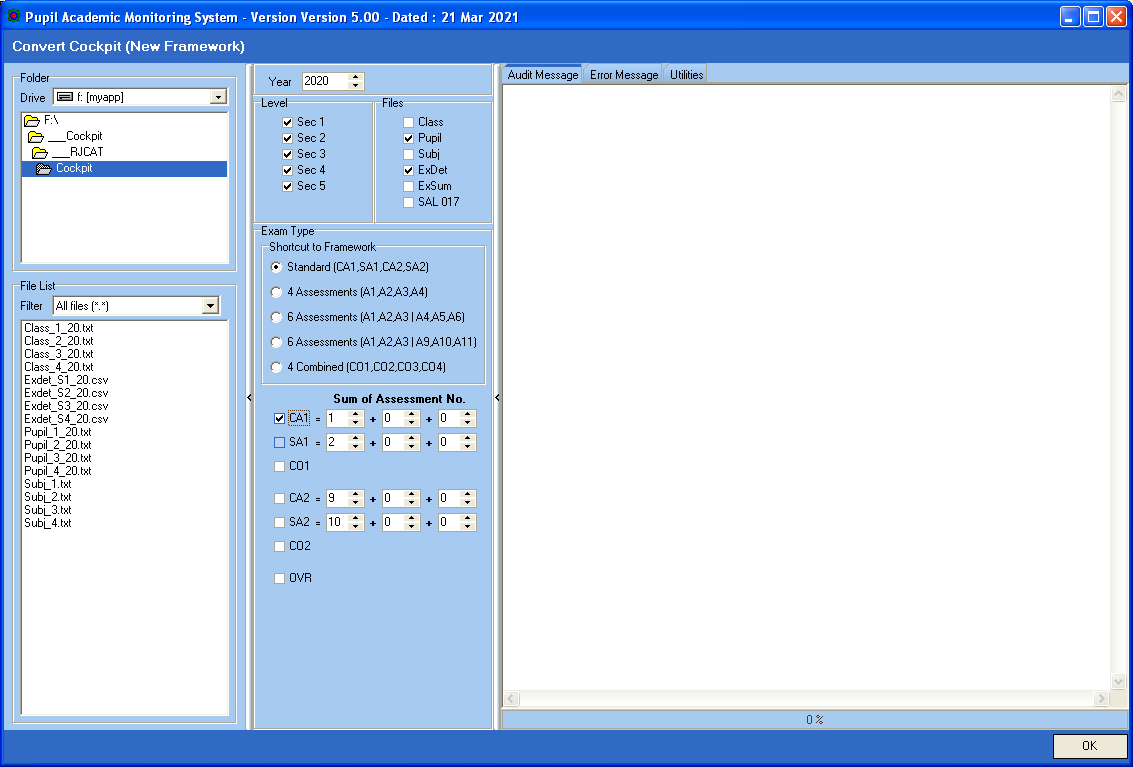 Pupil Academic Monitoring System - Version Version 5.00 - Dated : 21 Mar 2021
Convert Cockpit (New Framework)
Folder
Drive f: [myapp]
F:\
___Cockpit
___RJCAT
Cockpit
File List
Filter All files (*.*)
Class_1_20.txt
Class_2_20.txt
Class_3_20.txt
Class_4_20.txt
Exdet_S1_20.csv
Exdet_S2_20.csv
Exdet_S3_20.csv
Exdet_S4_20.csv
Pupil_1_20.txt
Pupil_2_20.txt
Pupil_3_20.txt
Pupil_4_20.txt
Subj_1.txt
Subj_2.txt
Subj_3.txt
Subj_4.txt
Year 2020
Level
Sec 1
Sec 2
Sec 3
Sec 4
Sec 5
Files
Class
Pupil
Subj
ExDet
ExSum
SAL 017
Exam Type
Shortcut to Framework
Standard (CA1,SA1,CA2,SA2)
4 Assessments (A1,A2,A3,A4)
6 Assessments (A1,A2,A3 | A4,A5,A6)
6 Assessments (A1,A2,A3 | A9,A10,A11)
4 Combined (CO1,CO2,CO3,CO4)
Sum of Assessment No.
CA1 = 1 + 0 + 0
SA1 = 2 + 0 + 0
CO1
CA2 = 9 + 0 + 0
SA2 = 10 + 0 + 0
CO2
OVR
Audit Message Error Message Utilities
0 %
OK